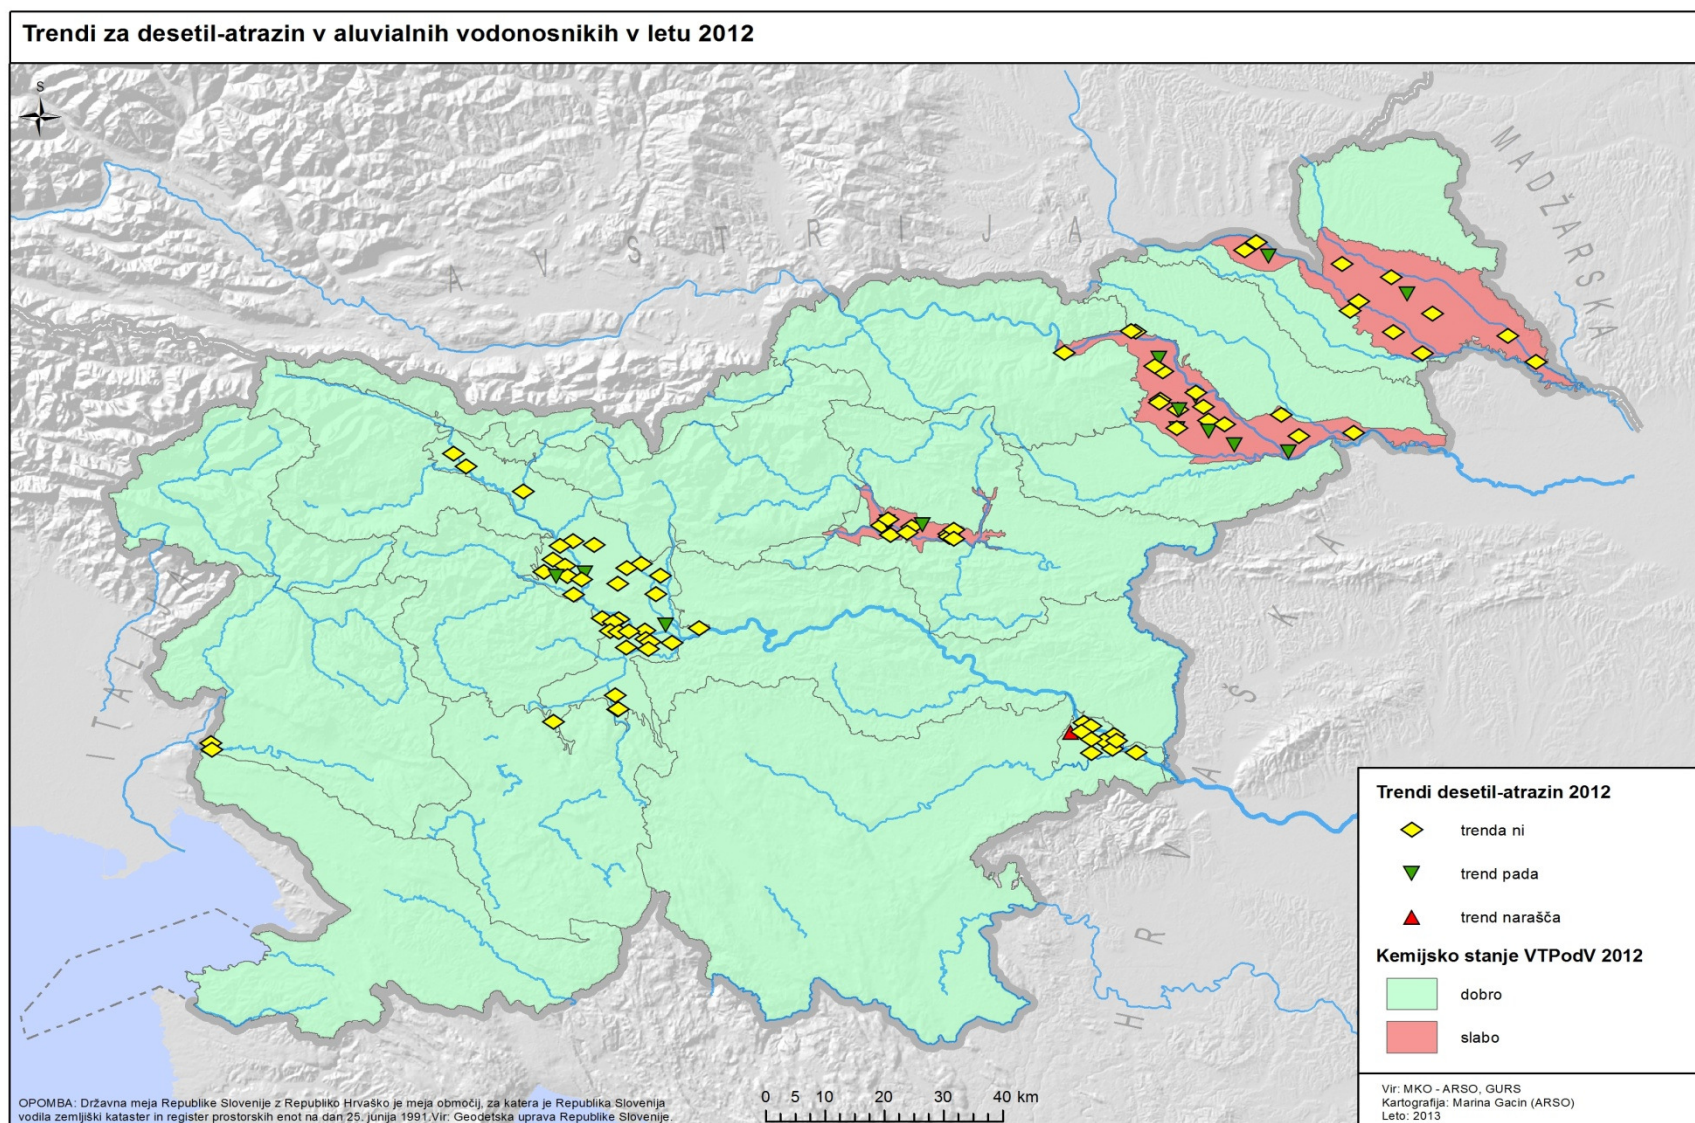 Trendi za desetil-atrazin v aluvialnih vodonosnikih v letu 2012
S
AVSTRIJA
MADŽARSKA
ITALIJA
HRVAŠKA
Trendi desetil-atrazin 2012
trenda ni
trend pada
trend narašča
Kemijsko stanje VTPodV 2012
dobro
slabo
0 5 10 20 30 40 km
OPOMBA: Državna meja Republike Slovenije z Republiko Hrvaško je meja območij, za katera je Republika Slovenija
vodila zemljiški kataster in register prostorskih enot na dan 25. junija 1991.Vir: Geodetska uprava Republike Slovenije.
Vir: MKO - ARSO, GURS
Kartografija: Marina Gacin (ARSO)
Leto: 2013